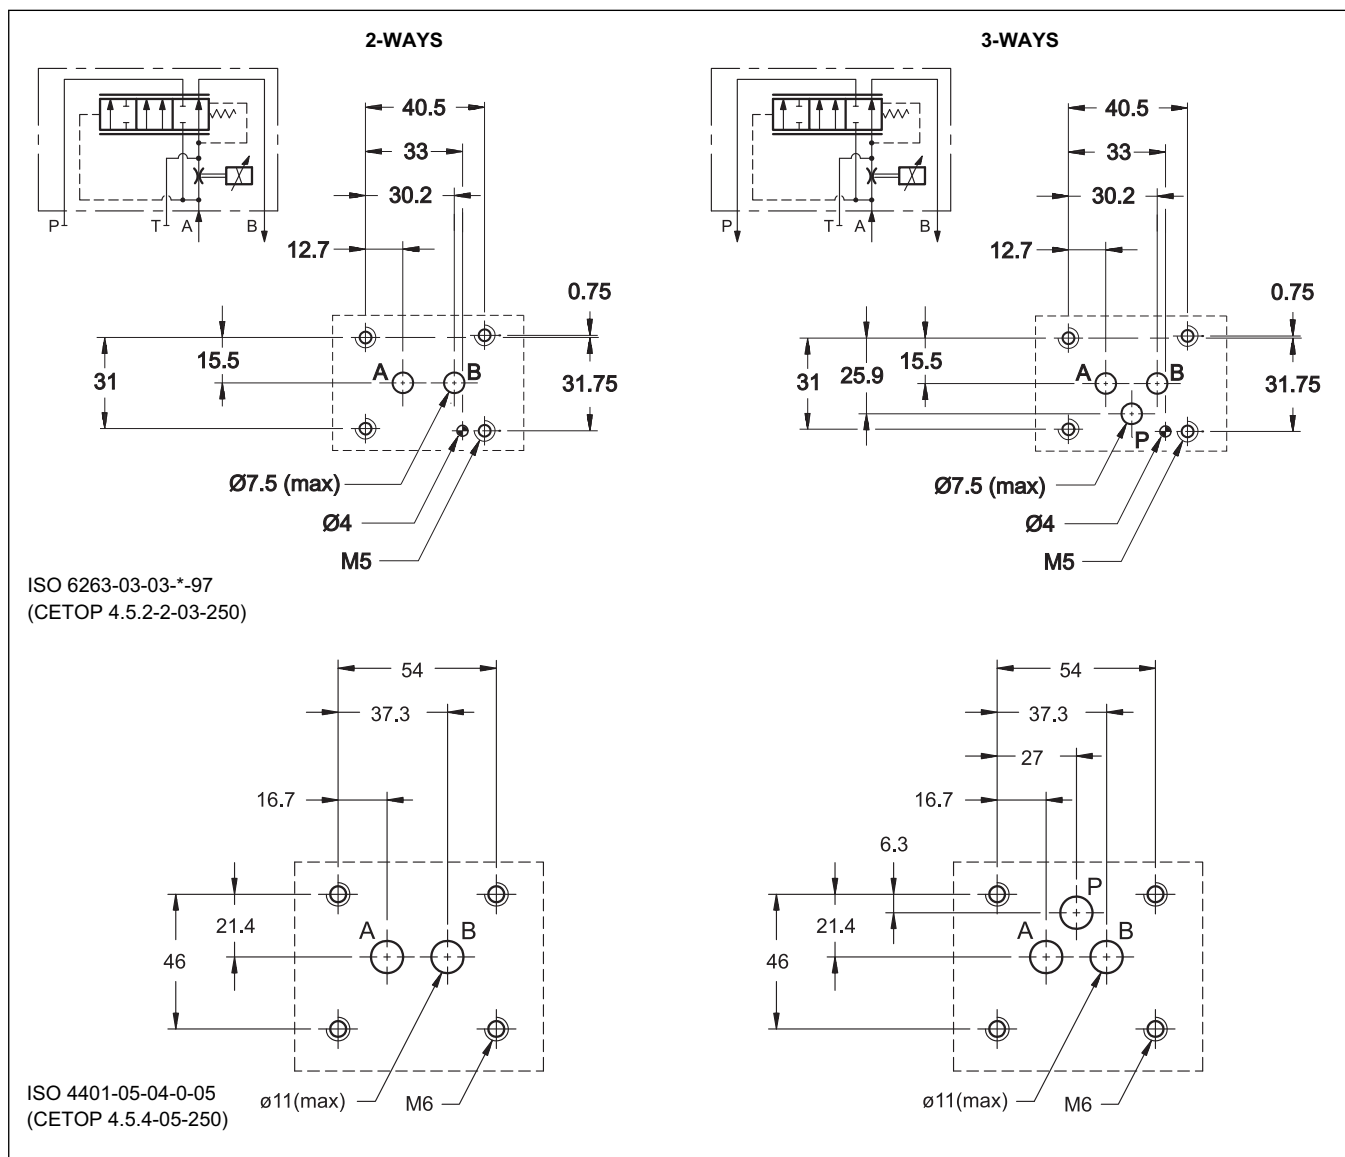 2-WAYS
3-WAYS
P
T
A
B
40.5
33
30.2
12.7
0.75
15.5
31
31.75
A
B
Ø7.5 (max)
Ø4
M5
P
T
A
B
40.5
33
30.2
12.7
0.75
15.5
25.9
31
31.75
A
B
P
Ø7.5 (max)
Ø4
M5
ISO 6263-03-03-*-97
(CETOP 4.5.2-2-03-250)
54
37.3
16.7
21.4
46
A
B
ø11(max)
M6
54
37.3
27
16.7
6.3
21.4
46
P
A
B
ø11(max)
M6
ISO 4401-05-04-0-05
(CETOP 4.5.4-05-250)